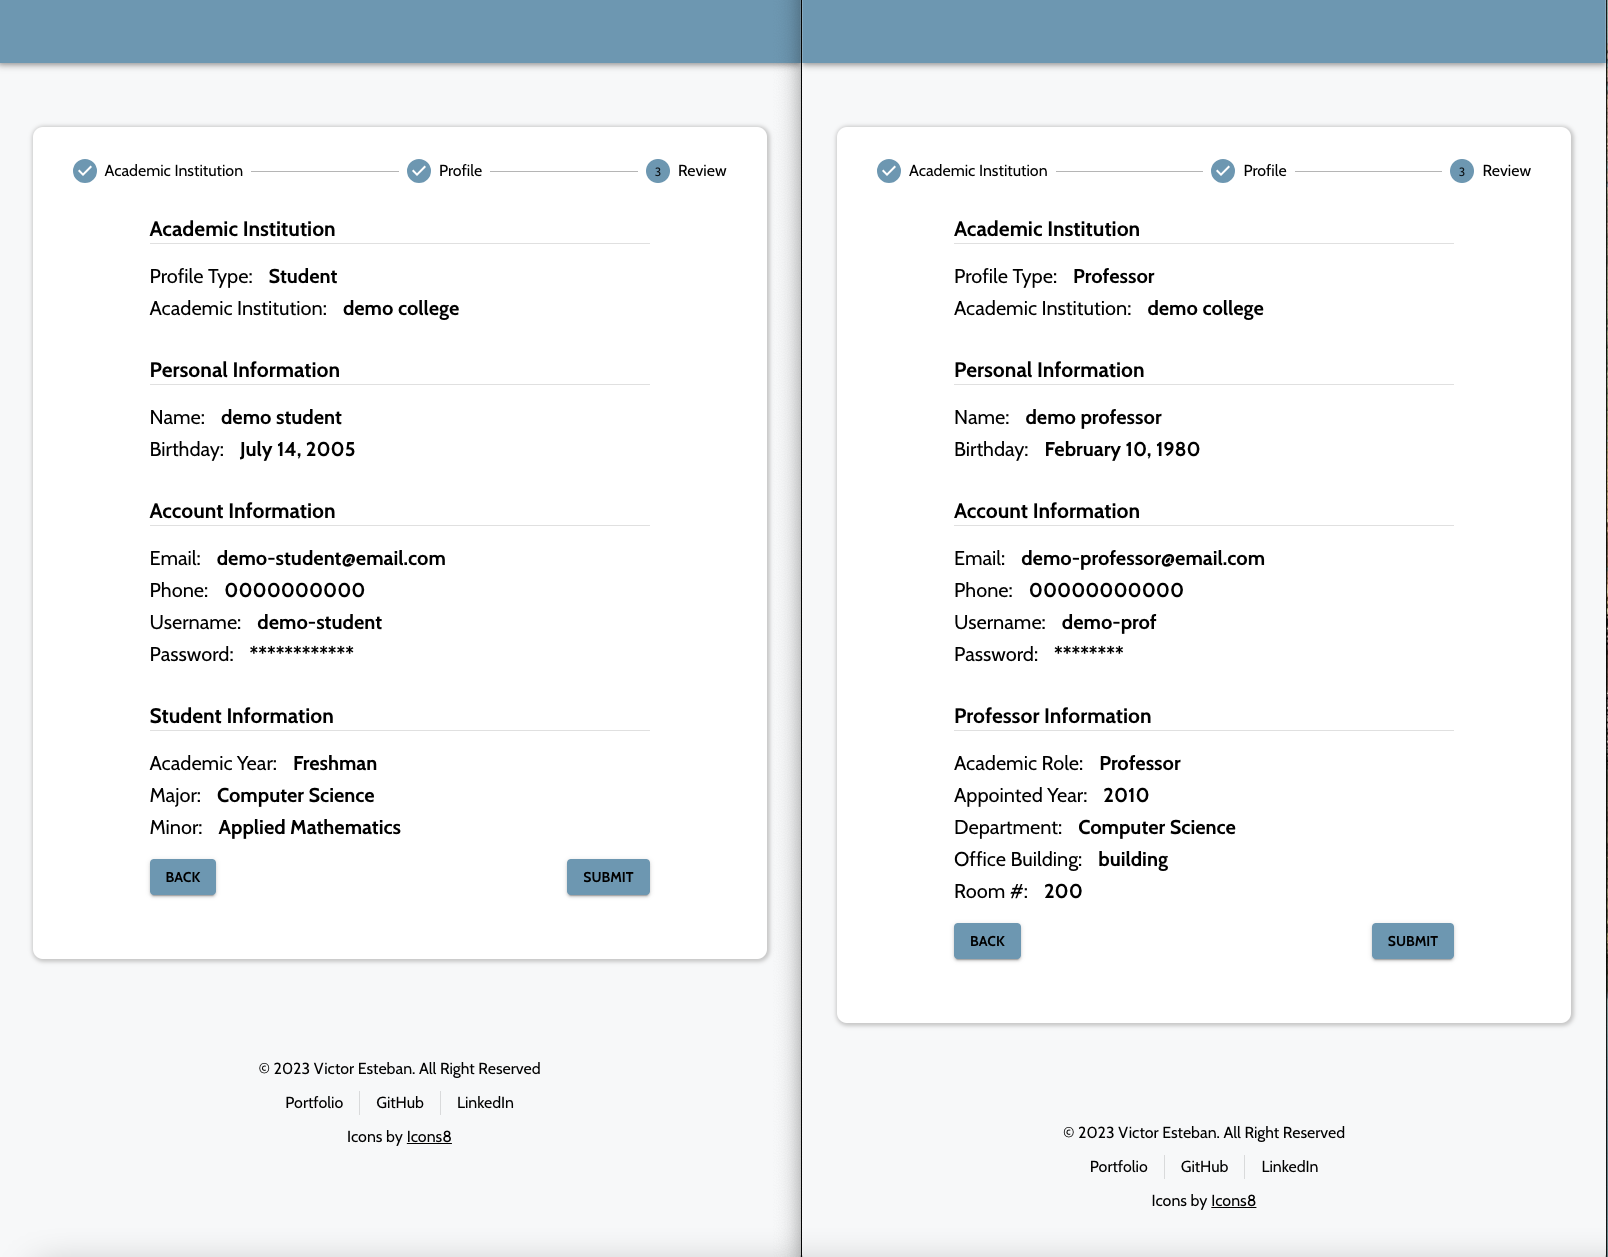 Academic Institution
Profile
3 Review
Academic Institution
Profile Type: Student
Academic Institution: demo college
Personal Information
Name: demo student
Birthday: July 14, 2005
Account Information
Email: demo-student@email.com
Phone: 0000000000
Username: demo-student
Password: ************
Student Information
Academic Year: Freshman
Major: Computer Science
Minor: Applied Mathematics
BACK
SUBMIT
© 2023 Victor Esteban. All Right Reserved
Portfolio
GitHub
LinkedIn
Icons by Icons8
Academic Institution
Profile
3 Review
Academic Institution
Profile Type: Professor
Academic Institution: demo college
Personal Information
Name: demo professor
Birthday: February 10, 1980
Account Information
Email: demo-professor@email.com
Phone: 00000000000
Username: demo-prof
Password: ********
Professor Information
Academic Role: Professor
Appointed Year: 2010
Department: Computer Science
Office Building: building
Room #: 200
BACK
SUBMIT
© 2023 Victor Esteban. All Right Reserved
Portfolio
GitHub
LinkedIn
Icons by Icons8